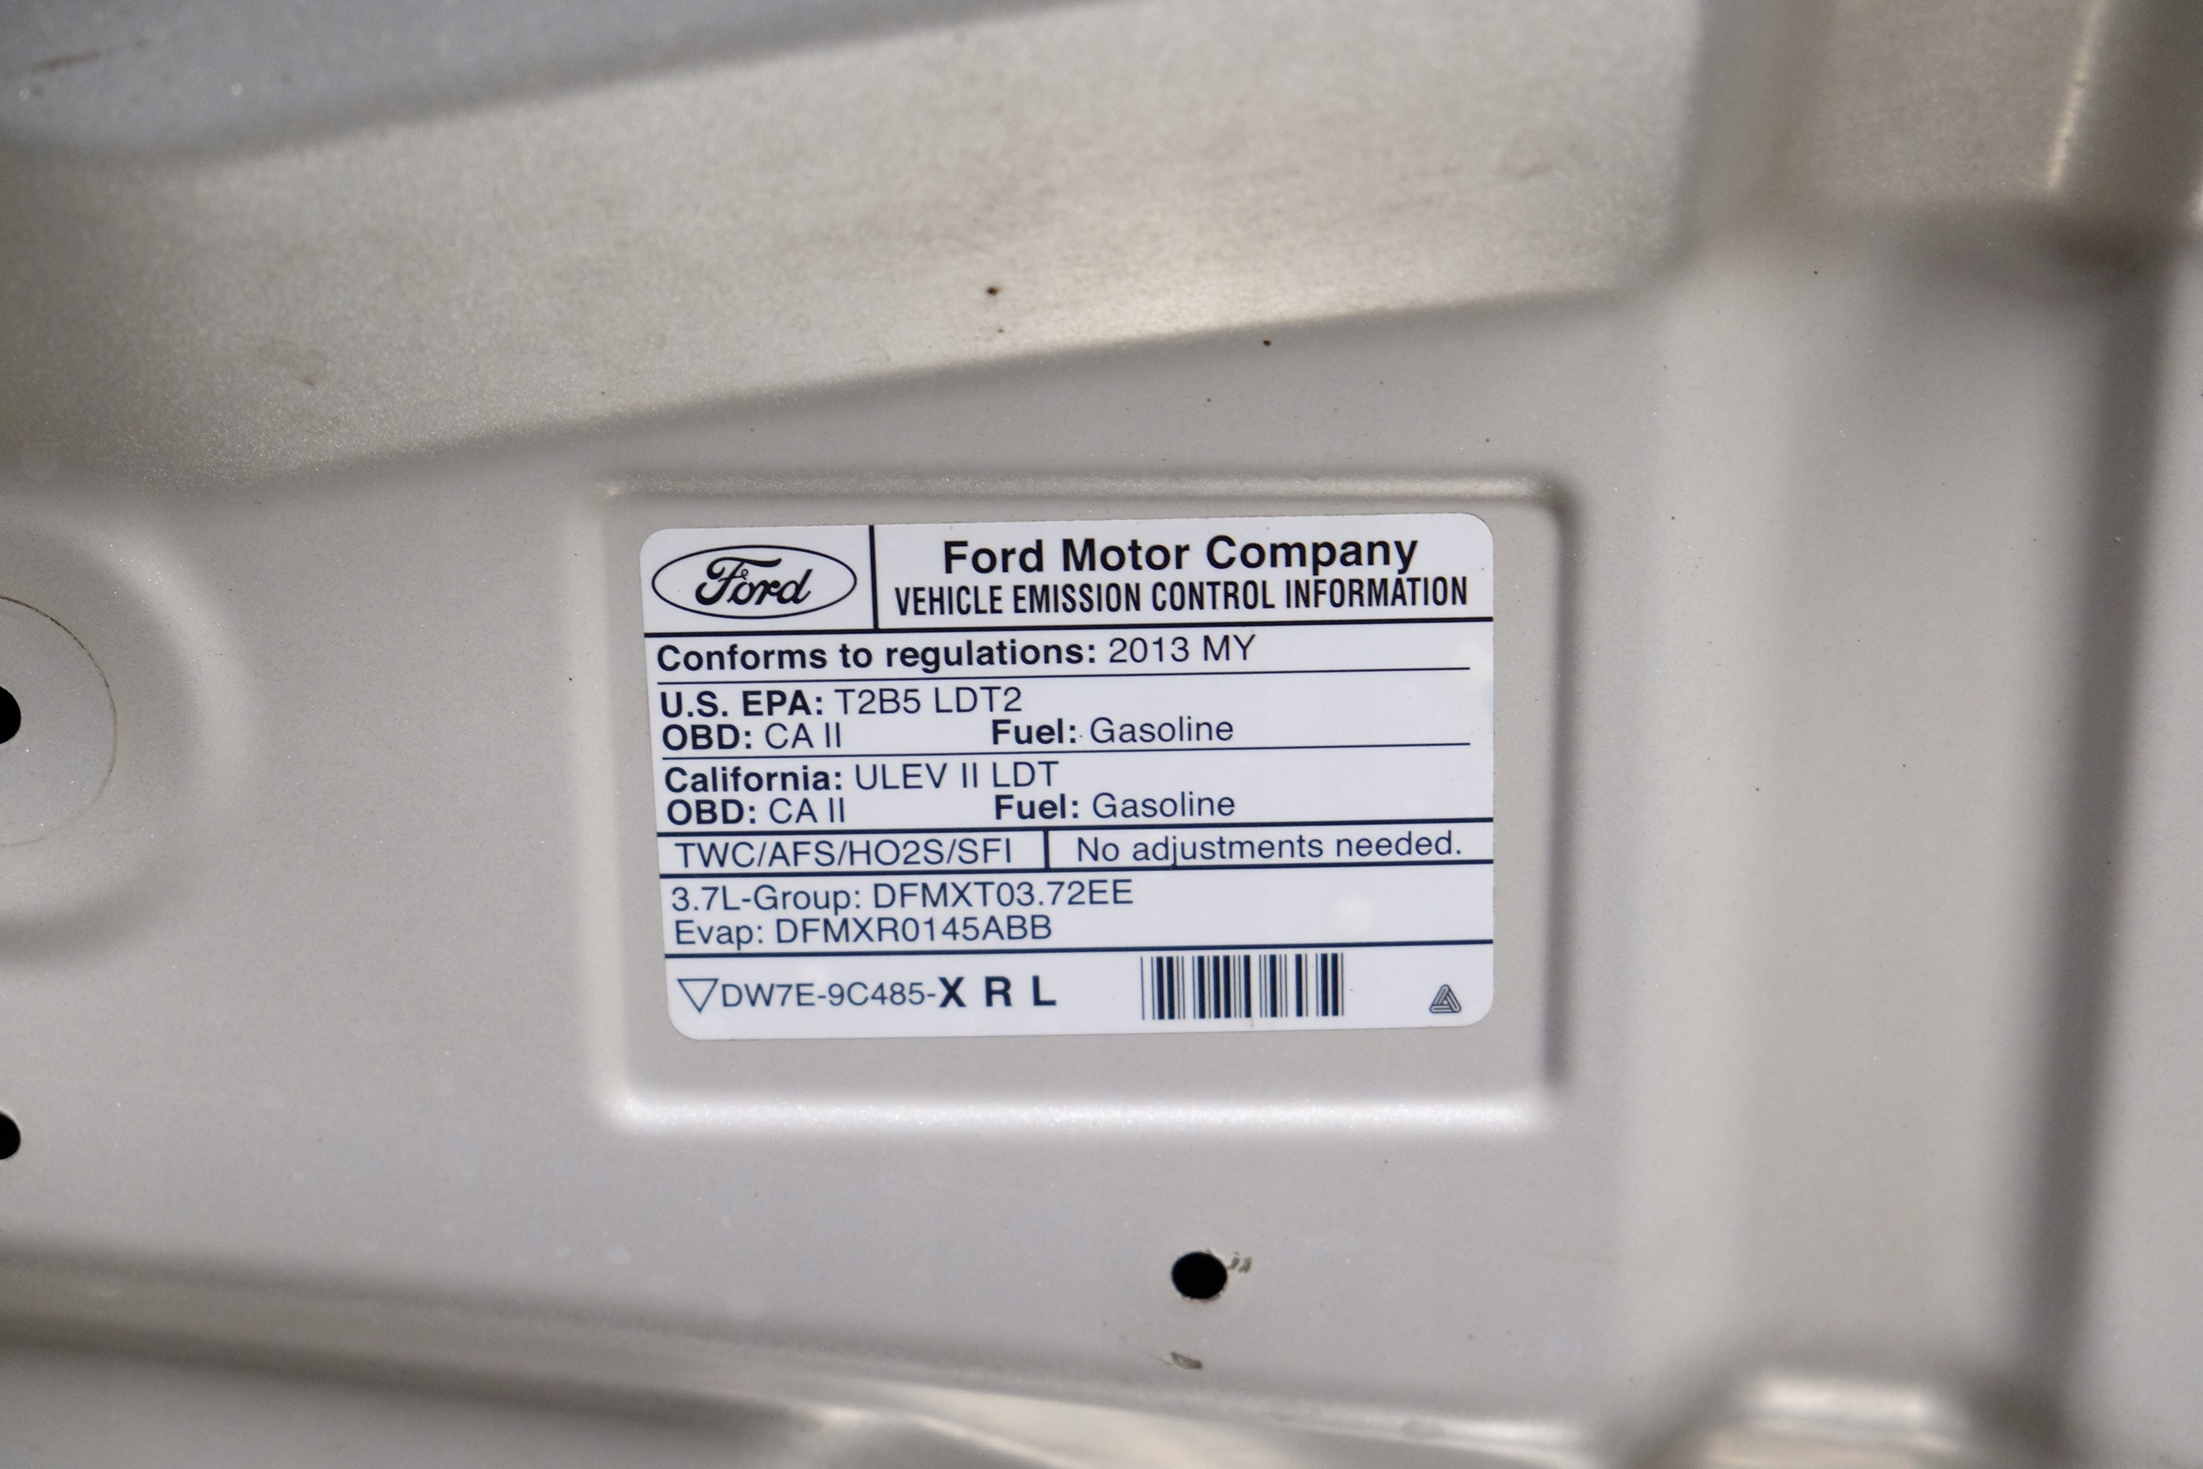 Ford
Ford Motor Company
VEHICLE EMISSION CONTROL INFORMATION
Conforms to regulations: 2013 MY
U.S. EPA: T2B5 LDT2
OBD: CA II Fuel: Gasoline
California: ULEV II LDT
OBD: CA II Fuel: Gasoline
TWC/AFS/HO2S/SFI No adjustments needed.
3.7L-Group: DFMXT03.72EE
Evap: DFMXR0145ABB
DW7E-9C485-X R L